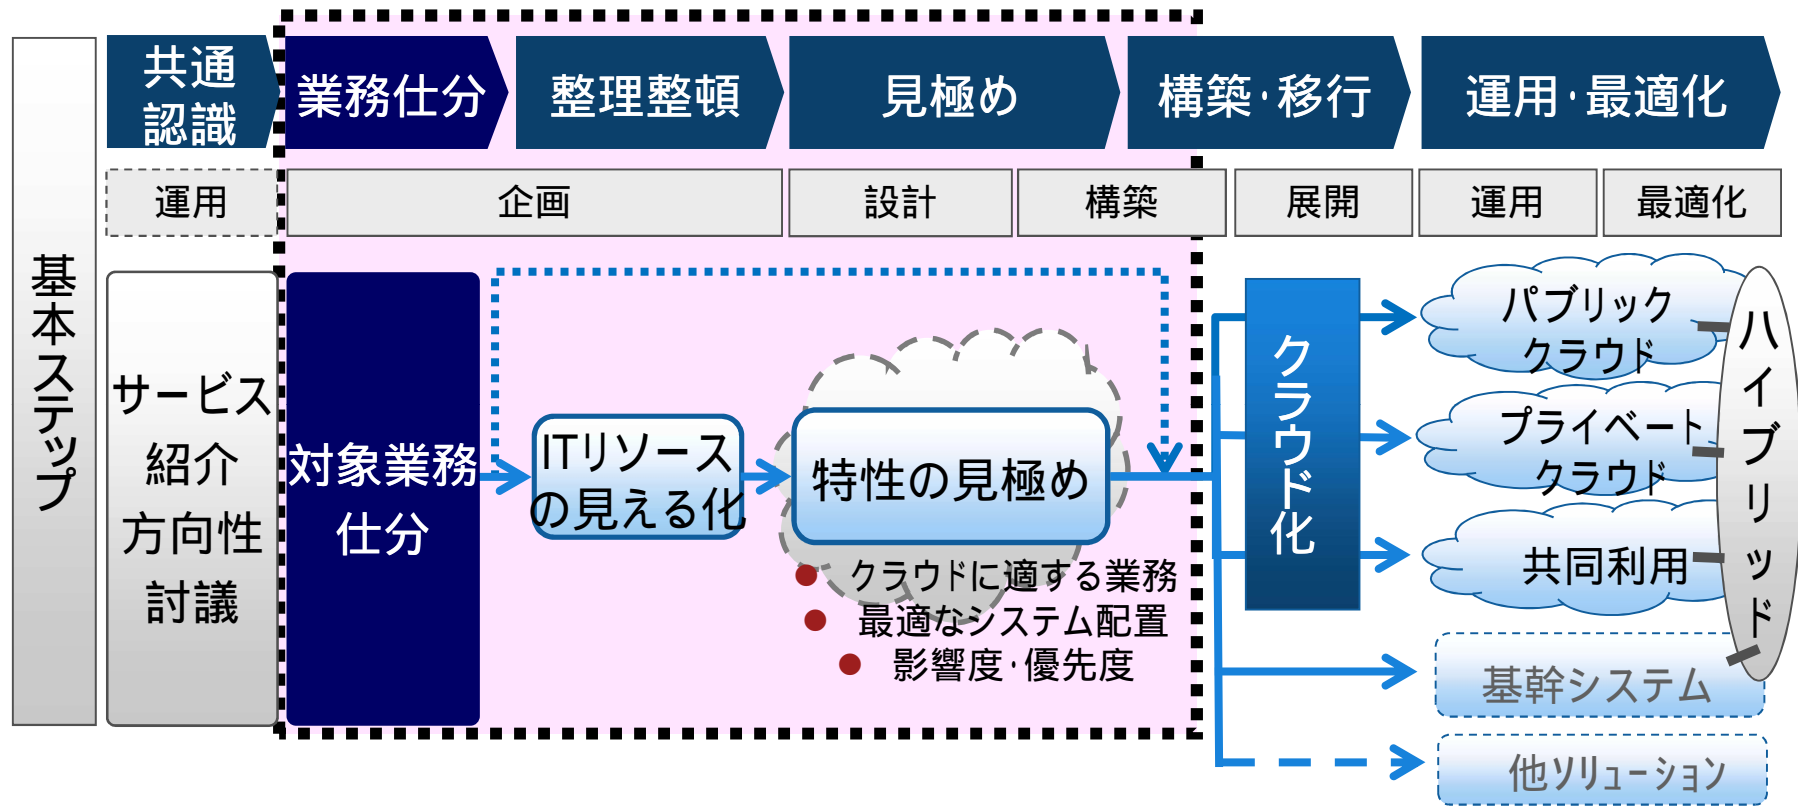 共通
認識
業務仕分
整理整頓
見極め
構築･移行
運用･最適化
運用
企画
設計
構築
展開
運用
最適化
基本ステップ
サービス
紹介
方向性
討議
対象業務
仕分
ITリソース
の見える化
特性の見極め
● クラウドに適する業務
● 最適なシステム配置
● 影響度･優先度
クラウド化
パブリック
クラウド
プライベート
クラウド
共同利用
基幹システム
他ソリューション
ハイブリッド